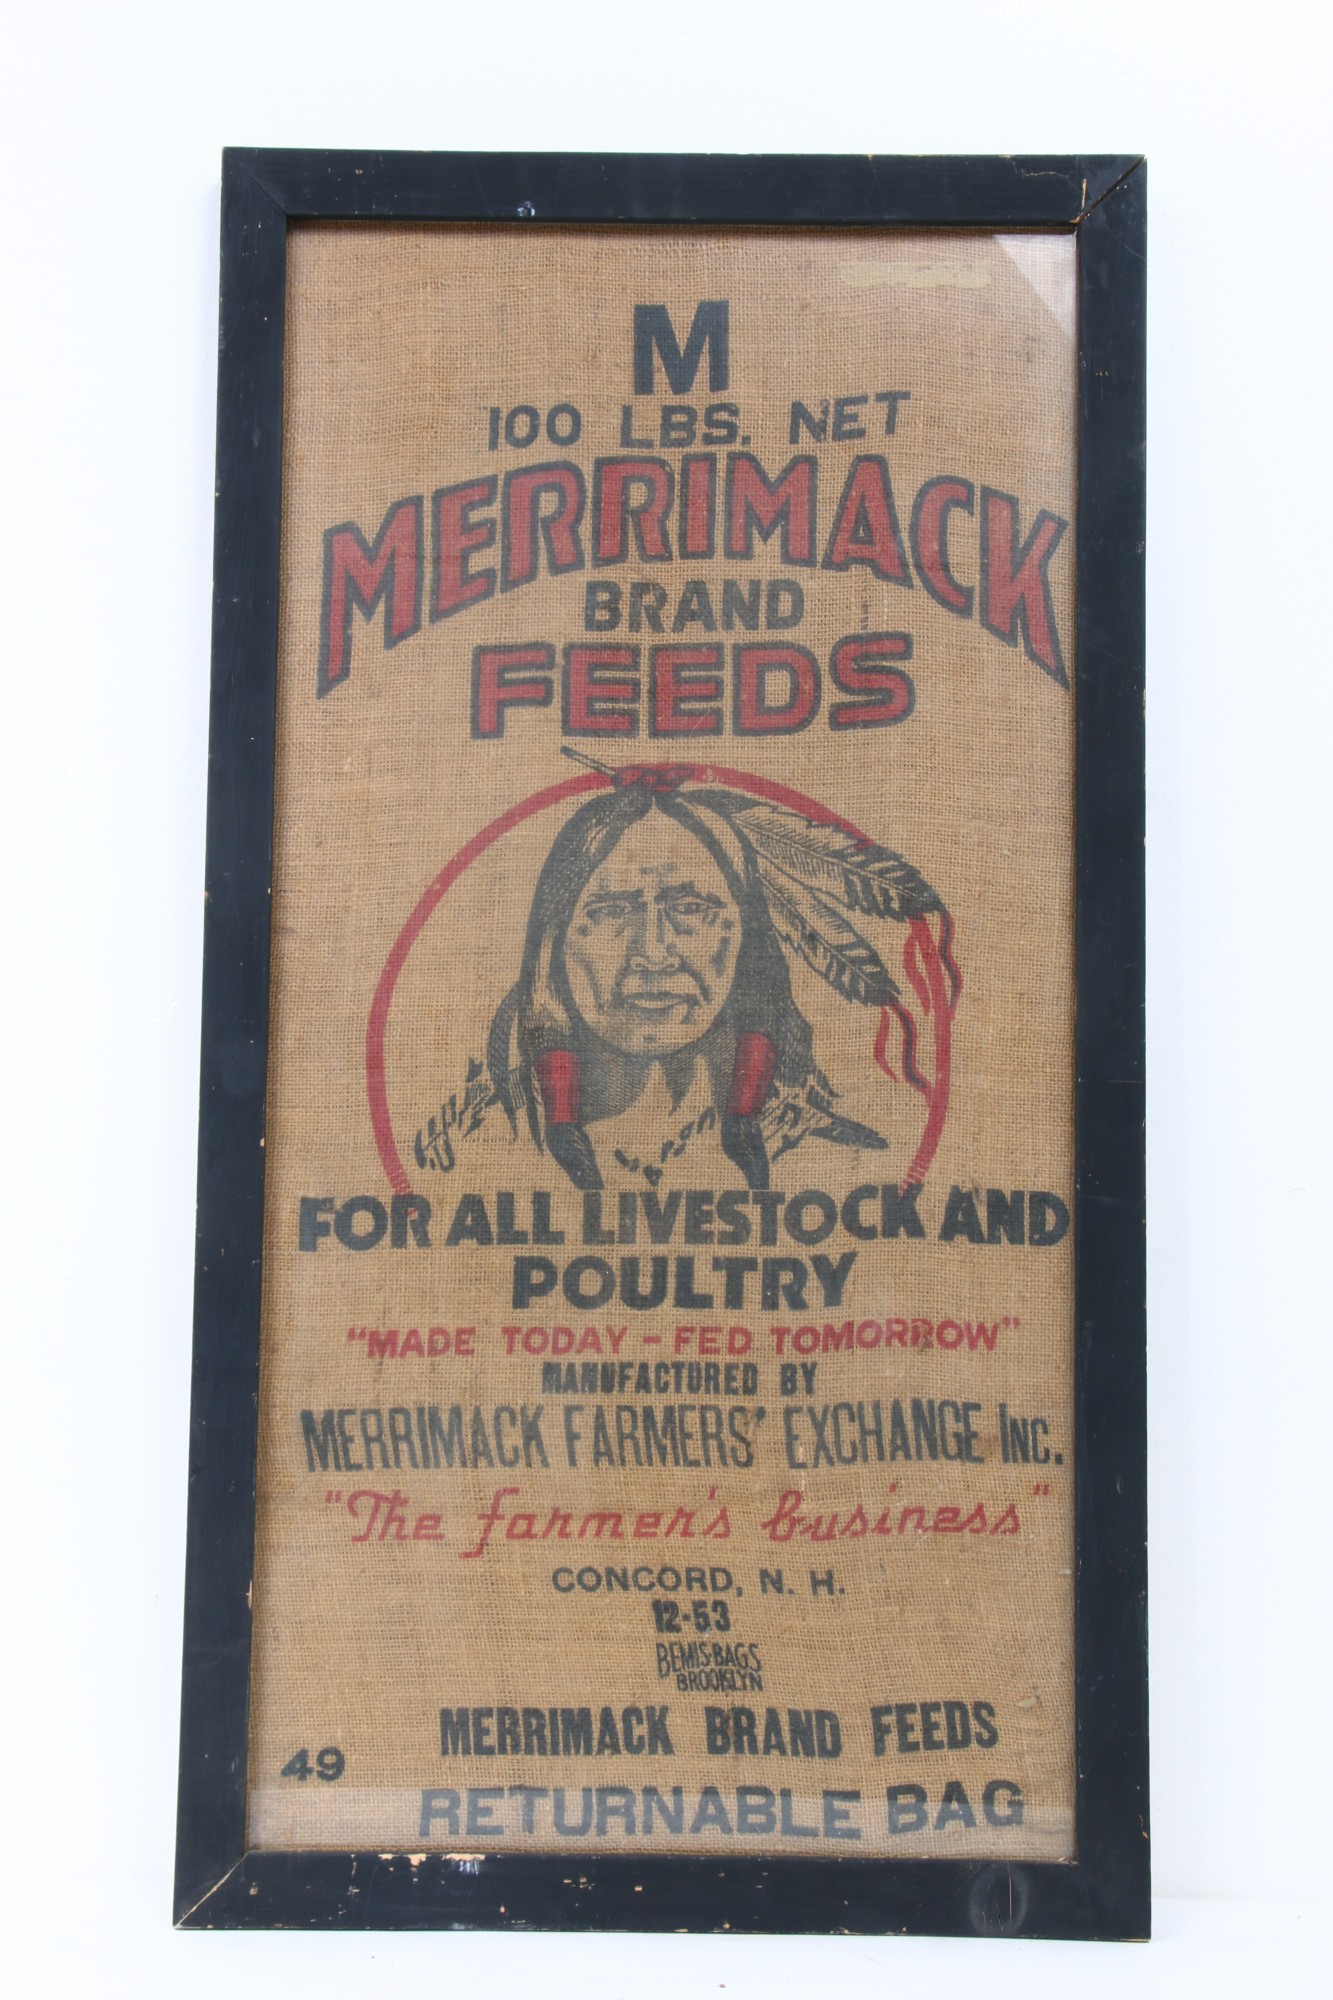 M
100 LBS. NET
MERRIMACK
BRAND
FEEDS
FOR ALL LIVESTOCK AND
POULTRY
"MADE TODAY - FED TOMORROW"
MANUFACTURED BY
MERRIMACK FARMERS' EXCHANGE INC.
"The farmer's business"
CONCORD, N. H.
12-53
BEMIS-BAGS
BROOKLYN
MERRIMACK BRAND FEEDS
49
RETURNABLE BAG